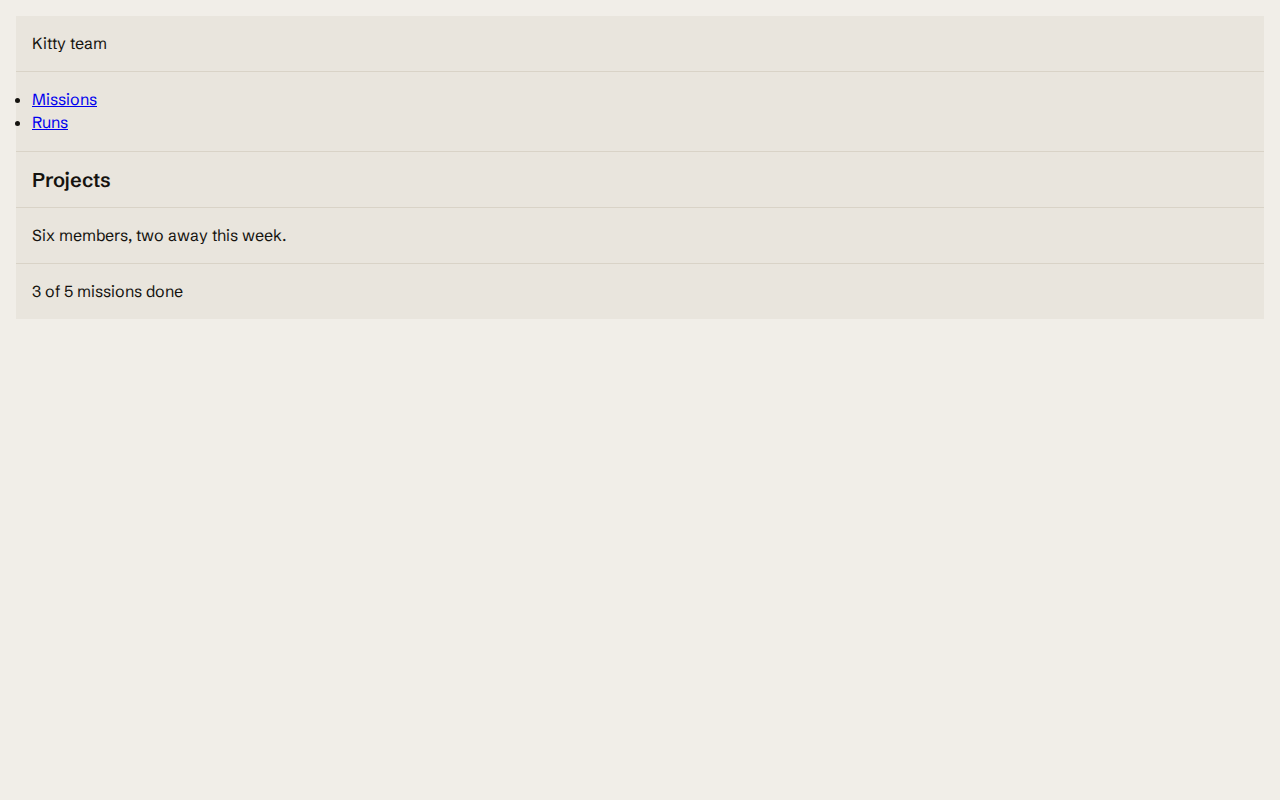 Kitty team
Missions
Runs
Projects
Six members, two away this week.
3 of 5 missions done